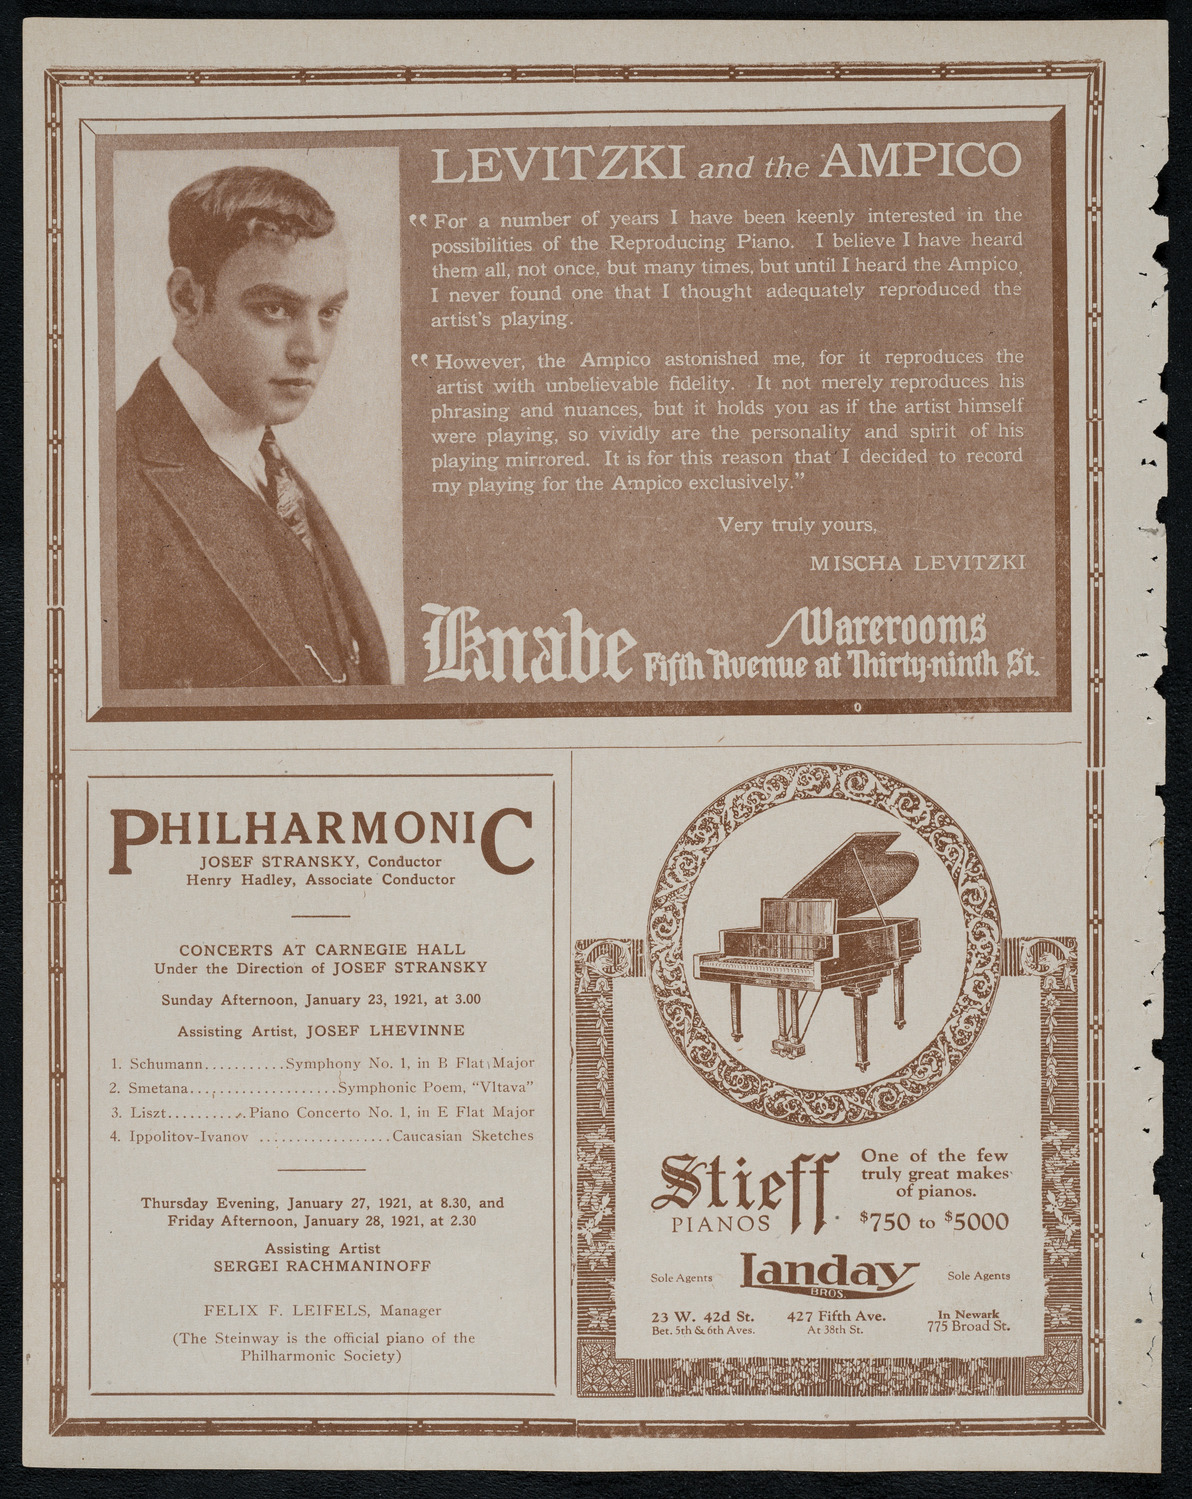 LEVITZKI and the AMPICO
“For a number of years I have been keenly interested in the
possibilities of the Reproducing Piano. I believe I have heard
them all, not once, but many times, but until I heard the Ampico,
I never found one that I thought adequately reproduced the
artist's playing.
“However, the Ampico astonished me, for it reproduces the
artist with unbelievable fidelity. It not merely reproduces his
phrasing and nuances, but it holds you as if the artist himself
were playing, so vividly are the personality and spirit of his
playing mirrored. It is for this reason that I decided to record
my playing for the Ampico exclusively.”
Very truly yours,
MISCHA LEVITZKI
Knabe Warerooms
Fifth Avenue at Thirty-ninth St.
PHILHARMONIC
JOSEF STRANSKY, Conductor
Henry Hadley, Associate Conductor
CONCERTS AT CARNEGIE HALL
Under the Direction of JOSEF STRANSKY
Sunday Afternoon, January 23, 1921, at 3.00
Assisting Artist, JOSEF LHEVINNE
1. Schumann...........Symphony No. 1, in B Flat Major
2. Smetana....................Symphonic Poem, “Vltava”
3. Liszt...........Piano Concerto No. 1, in E Flat Major
4. Ippolitov-Ivanov ..................Caucasian Sketches
Thursday Evening, January 27, 1921, at 8.30, and
Friday Afternoon, January 28, 1921, at 2.30
Assisting Artist
SERGEI RACHMANINOFF
FELIX F. LEIFELS, Manager
(The Steinway is the official piano of the
Philharmonic Society)
Stieff
PIANOS
One of the few
truly great makes
of pianos.
$750 to $5000
Sole Agents Landay Sole Agents
BROS.
23 W. 42d St. 427 Fifth Ave. In Newark
Bet. 5th & 6th Aves. At 38th St. 775 Broad St.